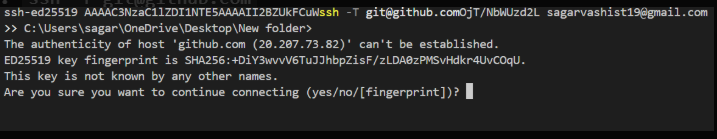 ssh-ed25519 AAAAC3NzaC1lZDI1NTE5AAAAII2BZUkFCuWssh -T git@github.comOjT/NbWUzd2L sagarvashist19@gmail.com
>> C:\Users\sagar\OneDrive\Desktop\New folder>
The authenticity of host 'github.com (20.207.73.82)' can't be established.
ED25519 key fingerprint is SHA256:+DiY3wvvV6TuJJhbpZisF/zLDA0zPMSvHdkr4UvCOqU.
This key is not known by any other names.
Are you sure you want to continue connecting (yes/no/[fingerprint])?